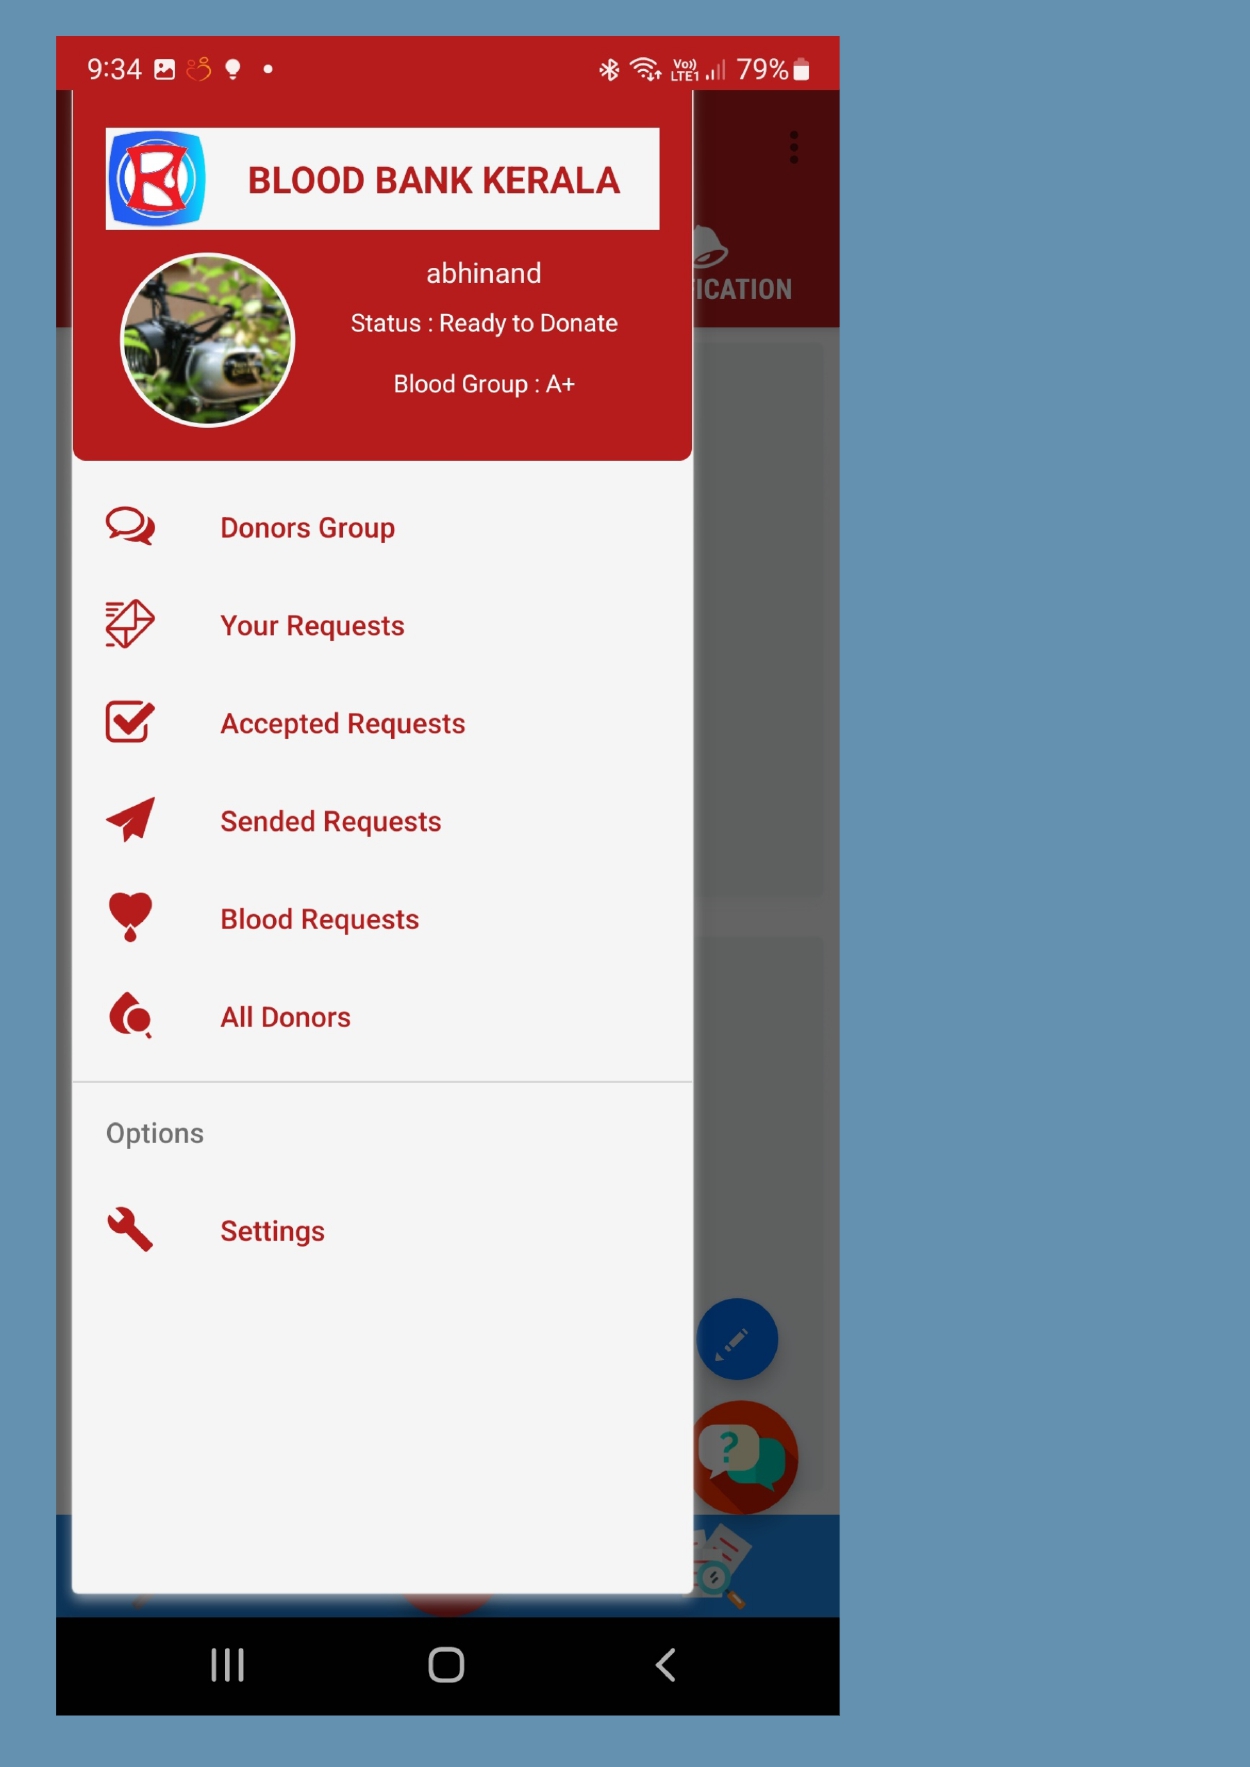 9:34
Vo))
LTE1
79%
BLOOD BANK KERALA
abhinand
Status : Ready to Donate
Blood Group : A+
ICATION
Donors Group
Your Requests
Accepted Requests
Sended Requests
Blood Requests
All Donors
Options
Settings
?